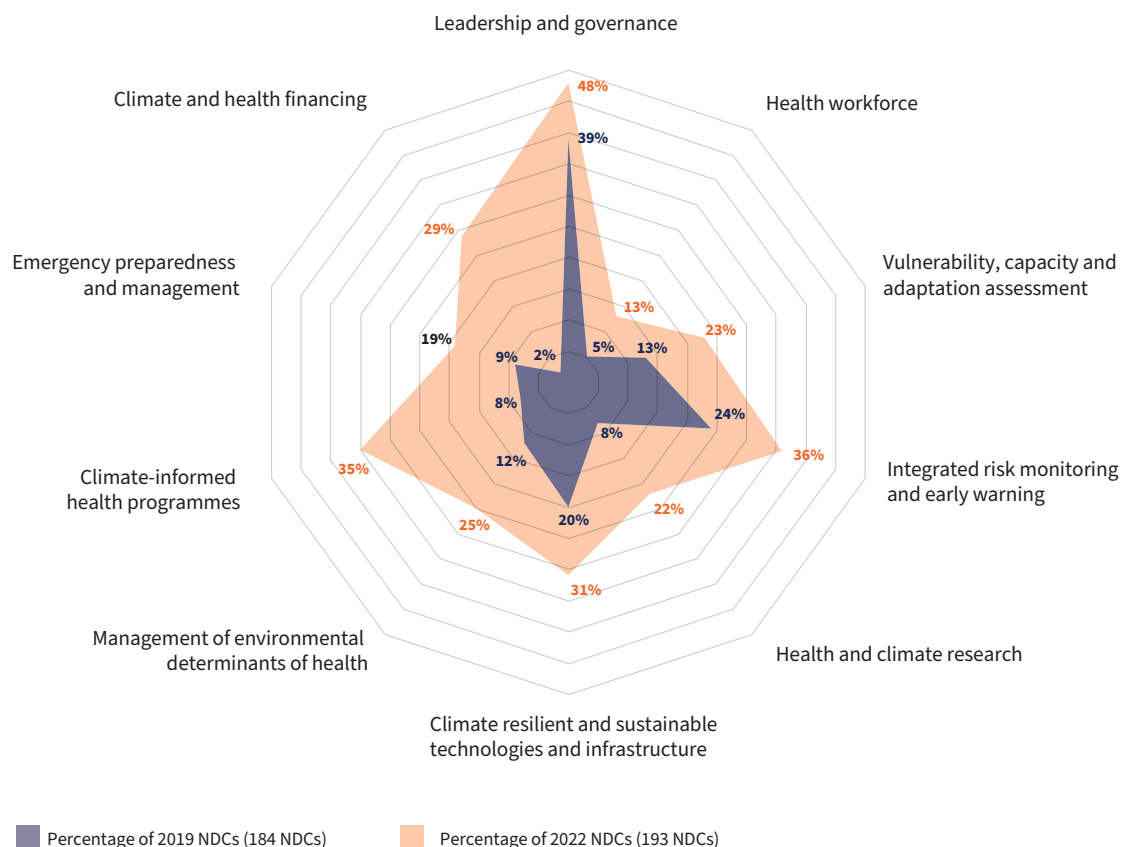 Leadership and governance
Climate and health financing
Health workforce
48%
39%
29%
Emergency preparedness
and management
Vulnerability, capacity and
adaptation assessment
13%
23%
19%
9%
2%
5%
13%
8%
24%
8%
12%
36%
35%
Climate-informed
health programmes
Integrated risk monitoring
and early warning
20%
22%
25%
31%
Management of environmental
determinants of health
Health and climate research
Climate resilient and sustainable
technologies and infrastructure
Percentage of 2019 NDCs (184 NDCs)
Percentage of 2022 NDCs (193 NDCs)